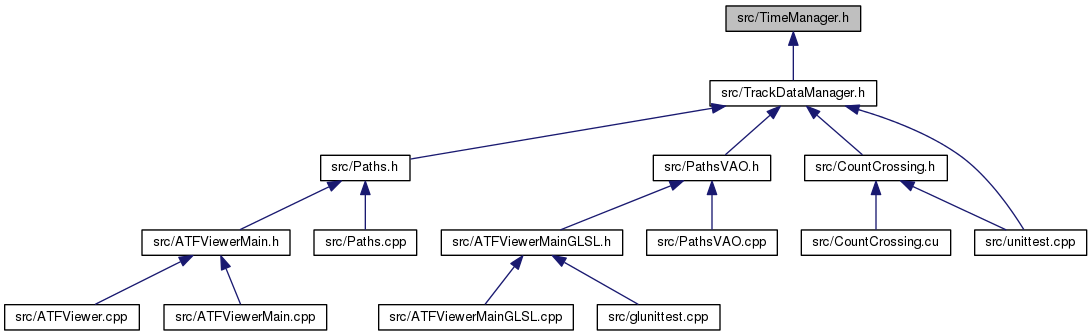 src/TimeManager.h
src/TrackDataManager.h
src/Paths.h
src/PathsVAO.h
src/CountCrossing.h
src/ATFViewerMain.h
src/Paths.cpp
src/ATFViewerMainGLSL.h
src/PathsVAO.cpp
src/CountCrossing.cu
src/unittest.cpp
src/ATFViewer.cpp
src/ATFViewerMain.cpp
src/ATFViewerMainGLSL.cpp
src/glunittest.cpp